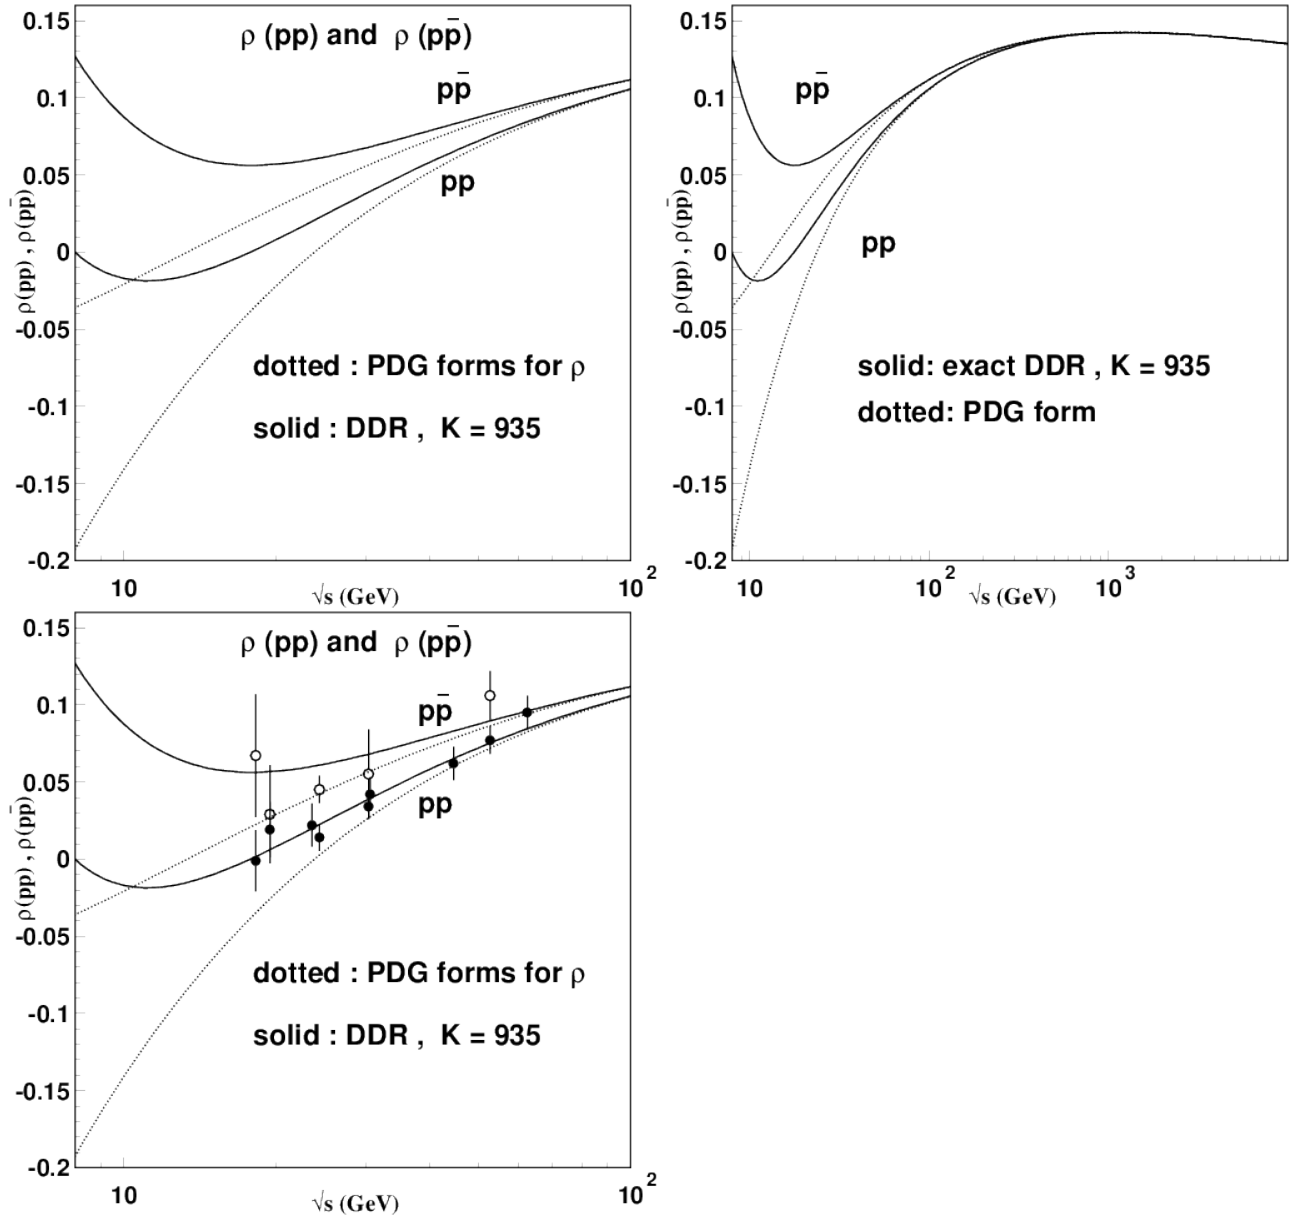 ρ (pp) and ρ (pp̄)
0.15
0.1
0.05
0
-0.05
-0.1
-0.15
-0.2
ρ(pp) , ρ(pp̄)
pp̄
pp
dotted : PDG forms for ρ
solid : DDR , K = 935
10
10²
√s (GeV)
0.15
0.1
0.05
0
-0.05
-0.1
-0.15
-0.2
ρ(pp) , ρ(pp̄)
pp̄
pp
solid: exact DDR , K = 935
dotted: PDG form
10
10²
10³
√s (GeV)
ρ (pp) and ρ (pp̄)
0.15
0.1
0.05
0
-0.05
-0.1
-0.15
-0.2
ρ(pp) , ρ(pp̄)
pp̄
pp
dotted : PDG forms for ρ
solid : DDR , K = 935
10
10²
√s (GeV)